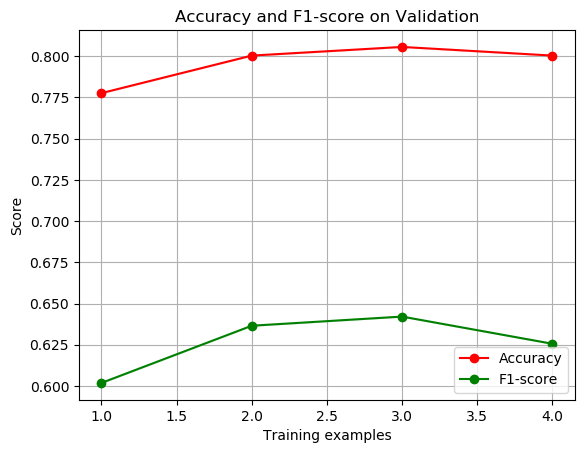 Accuracy and F1-score on Validation
Score
0.800
0.775
0.750
0.725
0.700
0.675
0.650
0.625
0.600
1.0 1.5 2.0 2.5 3.0 3.5 4.0
Training examples
Accuracy
F1-score